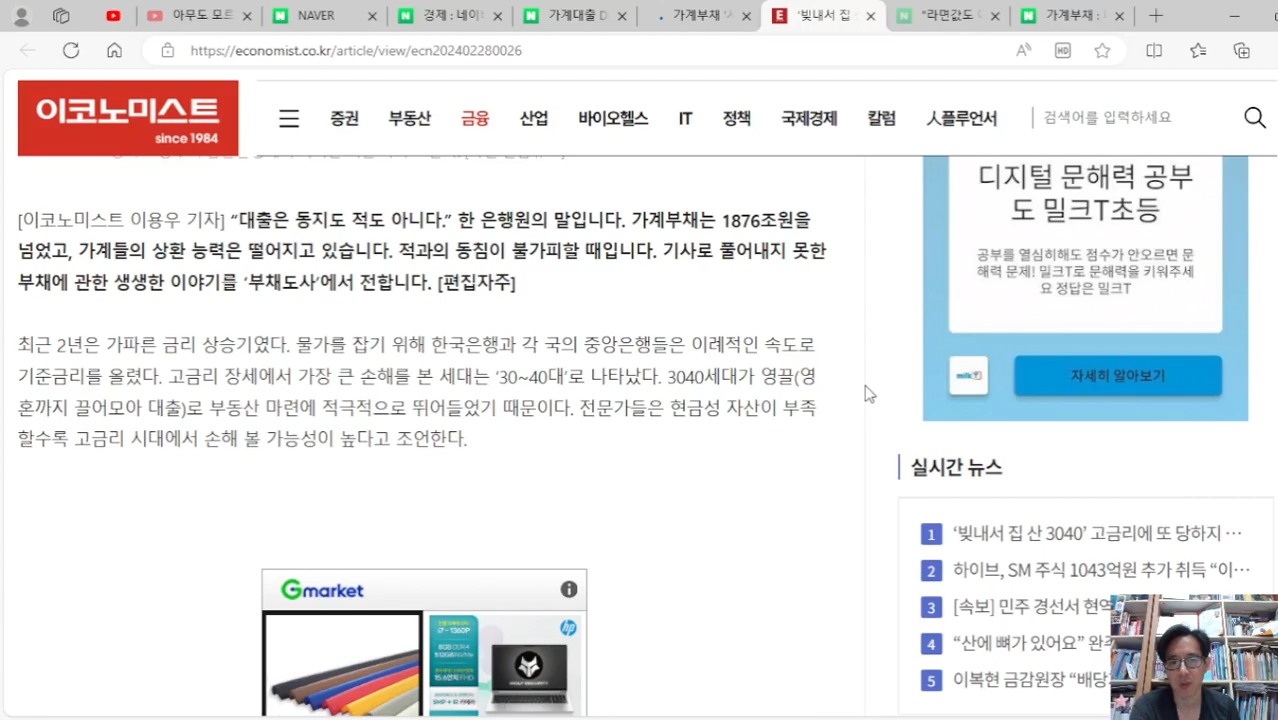 아무도 모르
NAVER
경제 : 네이버
가계대출 D
가계부채 '
'빚내서 집
"라면값도
가계부채 :
https://economist.co.kr/article/view/ecn202402280026
이코노미스트
since 1984
증권 부동산 금융 산업 바이오헬스 IT 정책 국제경제 칼럼 人플루언서
검색어를 입력하세요
[이코노미스트 이용우 기자] “대출은 동지도 적도 아니다.” 한 은행원의 말입니다. 가계부채는 1876조원을
넘었고, 가계들의 상환 능력은 떨어지고 있습니다. 적과의 동침이 불가피할 때입니다. 기사로 풀어내지 못한
부채에 관한 생생한 이야기를 ‘부채도사’에서 전합니다. [편집자주]
최근 2년은 가파른 금리 상승기였다. 물가를 잡기 위해 한국은행과 각 국의 중앙은행들은 이례적인 속도로
기준금리를 올렸다. 고금리 장세에서 가장 큰 손해를 본 세대는 ‘30~40대’로 나타났다. 3040세대가 영끌(영
혼까지 끌어모아 대출)로 부동산 마련에 적극적으로 뛰어들었기 때문이다. 전문가들은 현금성 자산이 부족
할수록 고금리 시대에서 손해 볼 가능성이 높다고 조언한다.
Gmarket
i7 - 1360P
hp
디지털 문해력 공부
도 밀크T초등
공부를 열심히해도 점수가 안오르면 문
해력 문제! 밀크T로 문해력을 키워주세
요 정답은 밀크T
milkT
자세히 알아보기
실시간 뉴스
1 ‘빚내서 집 산 3040’ 고금리에 또 당하지 …
2 하이브, SM 주식 1043억원 추가 취득 “이…
3 [속보] 민주 경선서 현역
4 “산에 뼈가 있어요” 완주
5 이복현 금감원장 “배당